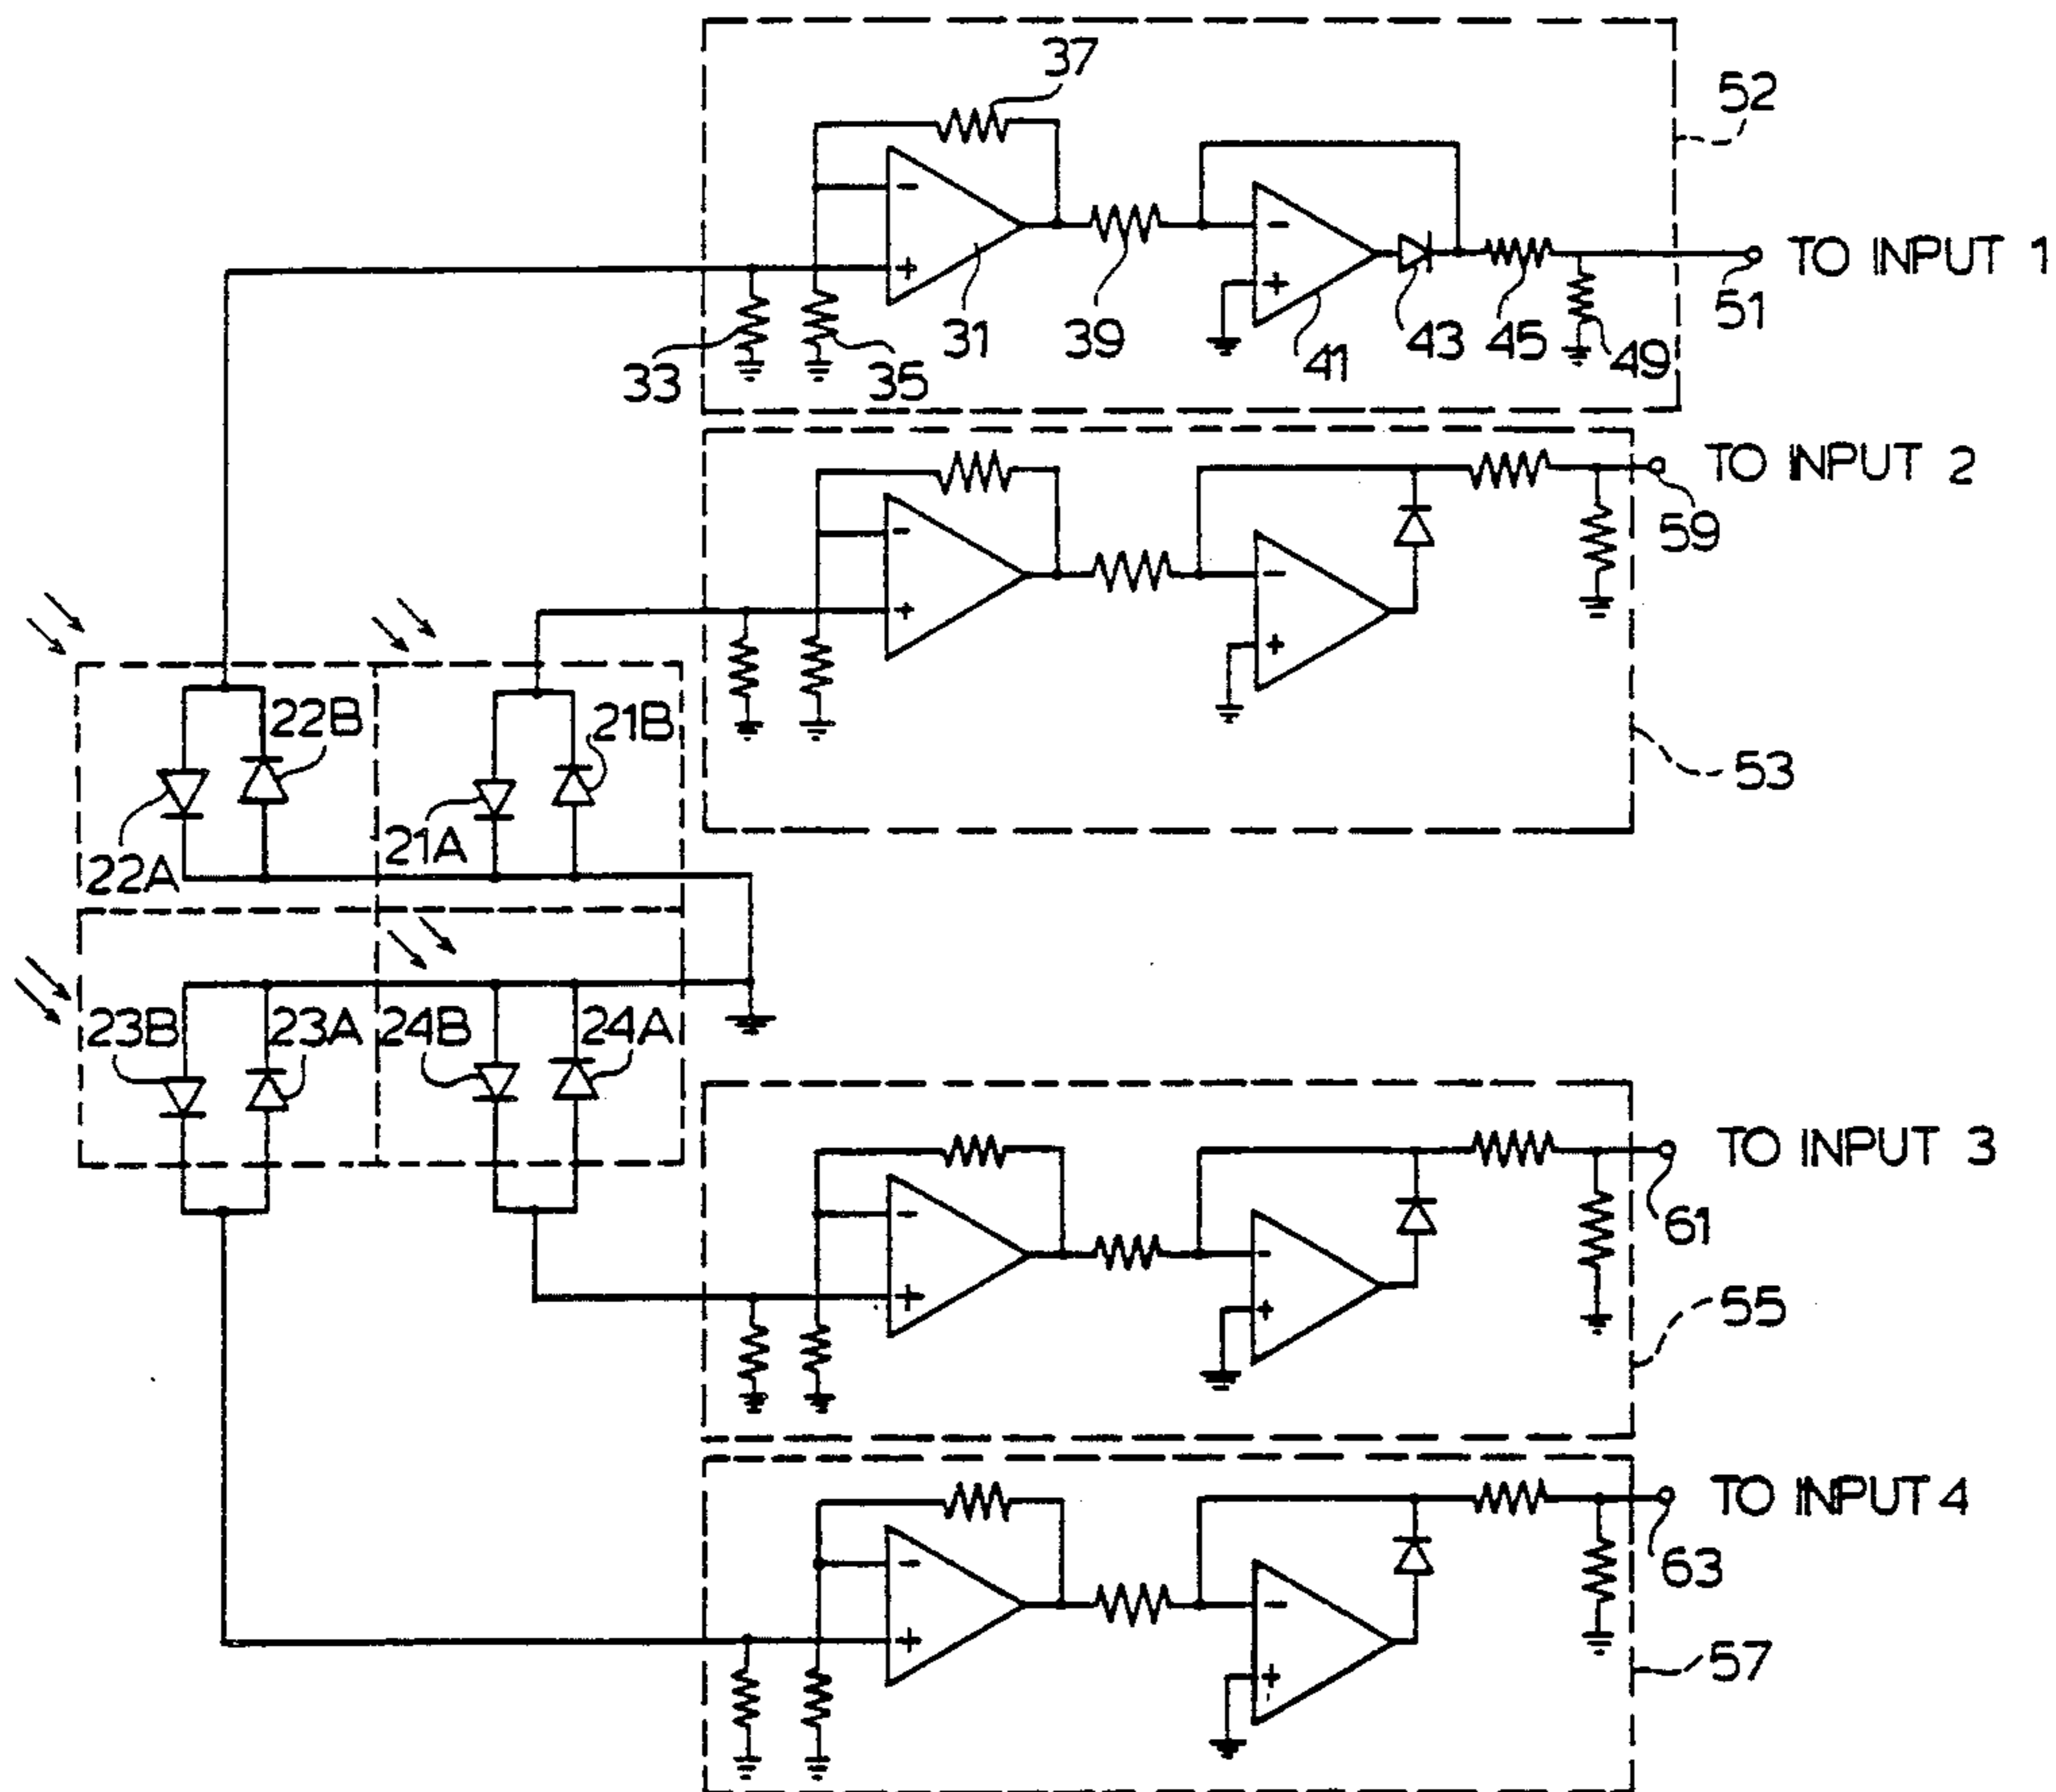 37
52
-
+
31
39
-
+
41
43
45
49
51
TO INPUT 1
33
35
TO INPUT 2
59
-
+
-
+
53
22B
21B
22A
21A
23B
23A
24B
24A
TO INPUT 3
61
-
+
-
+
55
TO INPUT 4
63
-
+
-
+
57